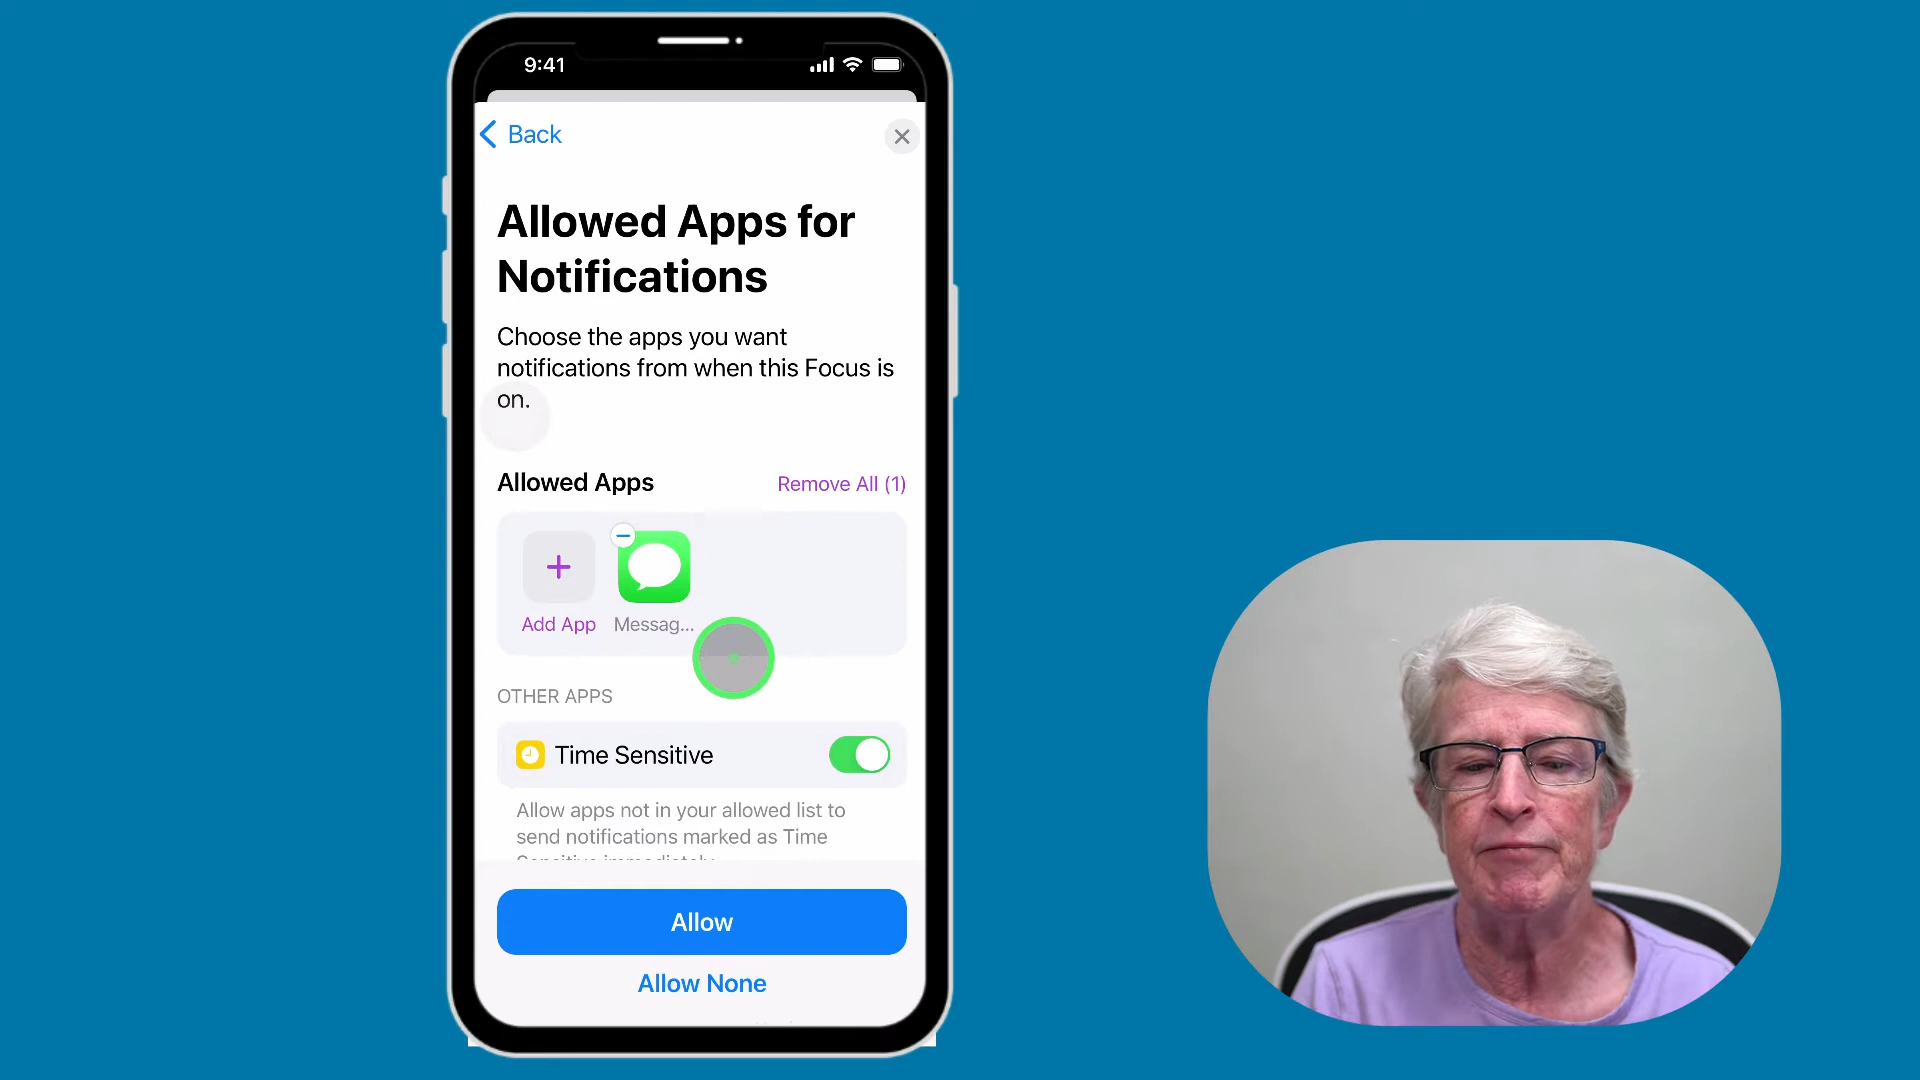 9:41
Back
Allowed Apps for
Notifications
Choose the apps you want
notifications from when this Focus is
on.
Allowed Apps
Remove All (1)
Add App
Messag...
OTHER APPS
Time Sensitive
Allow apps not in your allowed list to
send notifications marked as Time
Sensitive immediately
Allow
Allow None